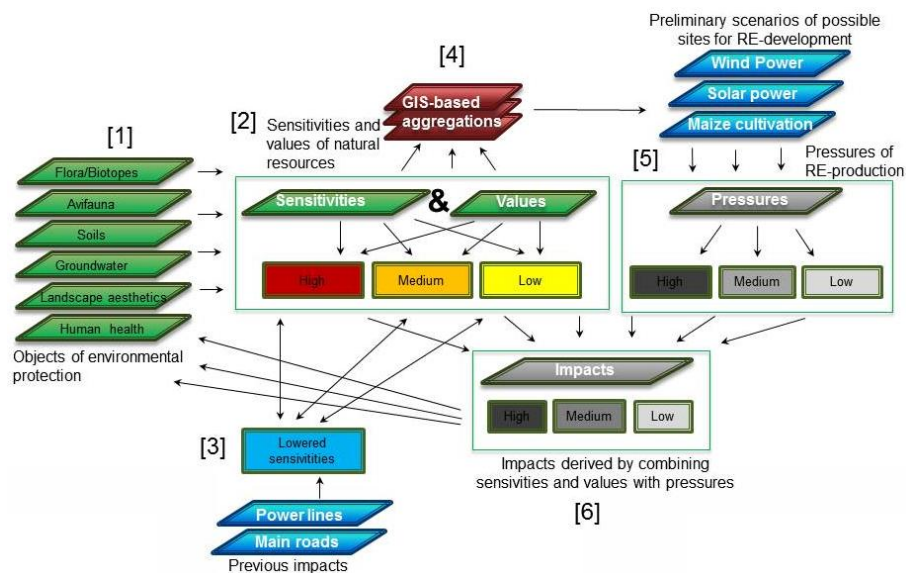 Preliminary scenarios of possible
sites for RE-development
Wind Power
Solar power
Maize cultivation
[4]
GIS-based
aggregations
[2]
Sensitivities and
values of natural
resources
[1]
Flora/Biotopes
Avifauna
Soils
Groundwater
Landscape aesthetics
Human health
Objects of environmental
protection
Sensitivities
&
Values
High
Medium
Low
[5]
Pressures of
RE-production
Pressures
High
Medium
Low
Impacts
High
Medium
Low
Impacts derived by combining
sensivities and values with pressures
[6]
[3]
Lowered
sensivitities
Power lines
Main roads
Previous impacts